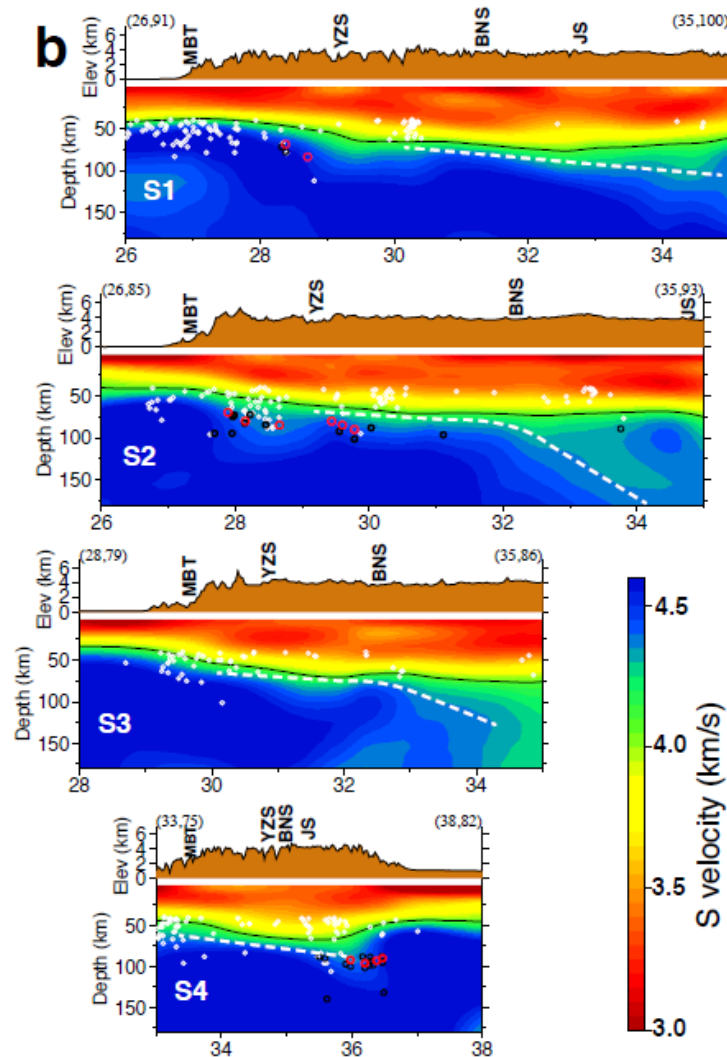 b
(26,91) MBT YZS BNS JS (35,100)
Elev (km)
6
4
2
0
Depth (km)
50
100
150
S1
26 28 30 32 34
(26,85) MBT YZS BNS (35,93) JS
Elev (km)
6
4
2
0
Depth (km)
50
100
150
S2
26 28 30 32 34
(28,79) MBT YZS BNS (35,86)
Elev (km)
6
4
2
0
Depth (km)
50
100
150
S3
28 30 32 34
(33,75) MBT YZS BNS JS (38,82)
Elev (km)
6
4
2
0
Depth (km)
50
100
150
S4
34 36 38
4.5
4.0
3.5
3.0
S velocity (km/s)